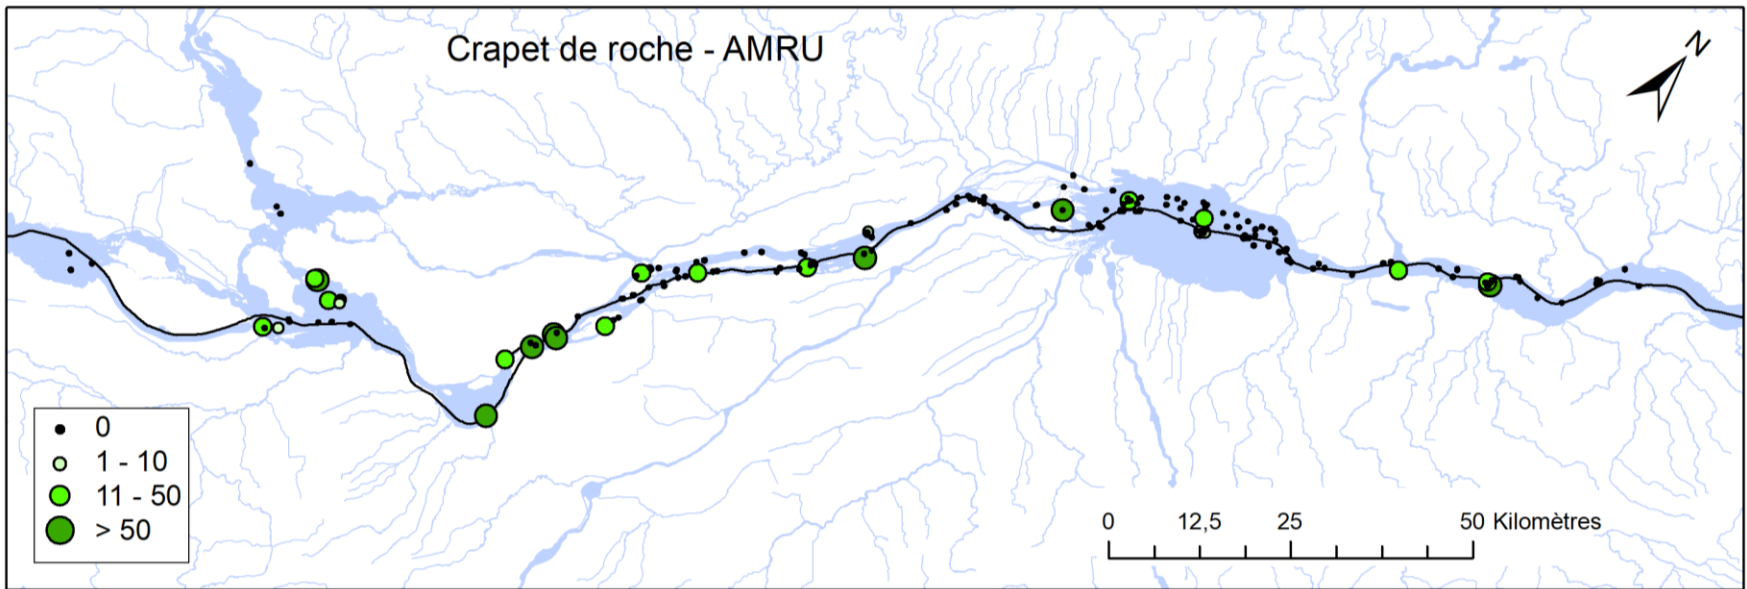 Crapet de roche - AMRU
N
0
1 - 10
11 - 50
> 50
0 12,5 25 50 Kilomètres